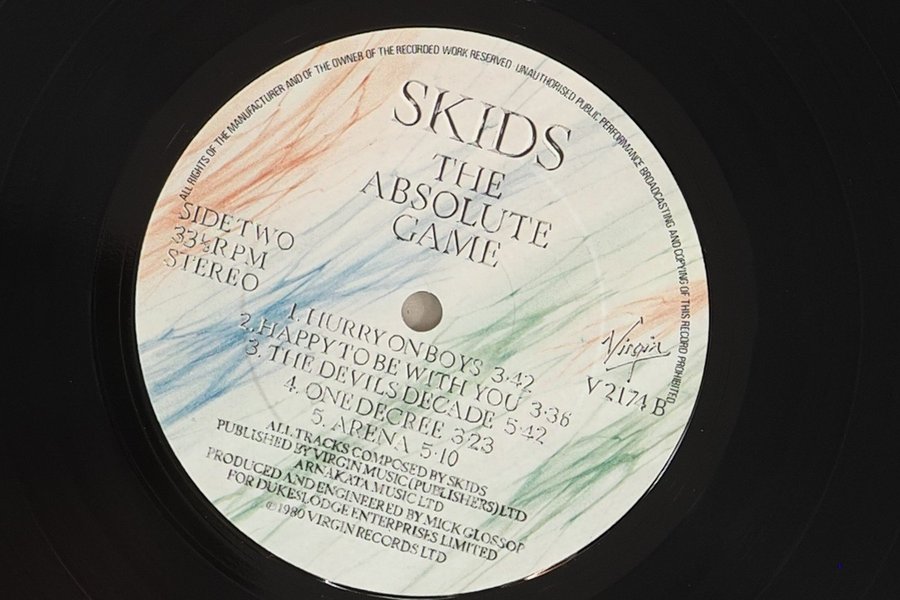 ALL RIGHTS OF THE MANUFACTURER AND OF THE OWNER OF THE RECORDED WORK RESERVED UNAUTHORISED PUBLIC PERFORMANCE BROADCASTING AND COPYING OF THIS RECORD PROHIBITED
SKIDS
THE
ABSOLUTE
GAME
SIDE TWO
33⅓ RPM
STEREO
Virgin
V 2174 B
1. HURRY ON BOYS 3·42
2. HAPPY TO BE WITH YOU 3·36
3. THE DEVILS DECADE 5·42
4. ONE DEGREE 3·23
5. ARENA 5·10
ALL TRACKS COMPOSED BY SKIDS
PUBLISHED BY VIRGIN MUSIC (PUBLISHERS) LTD
ARNAKATA MUSIC LTD
PRODUCED AND ENGINEERED BY MICK GLOSSOP
FOR DUKESLODGE ENTERPRISES LIMITED
©1980 VIRGIN RECORDS LTD